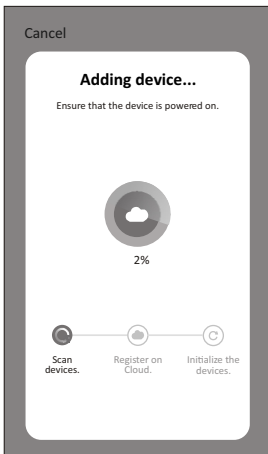 Cancel
Adding device...
Ensure that the device is powered on.
2%
Scan
devices.
Register on
Cloud.
Initialize the
devices.